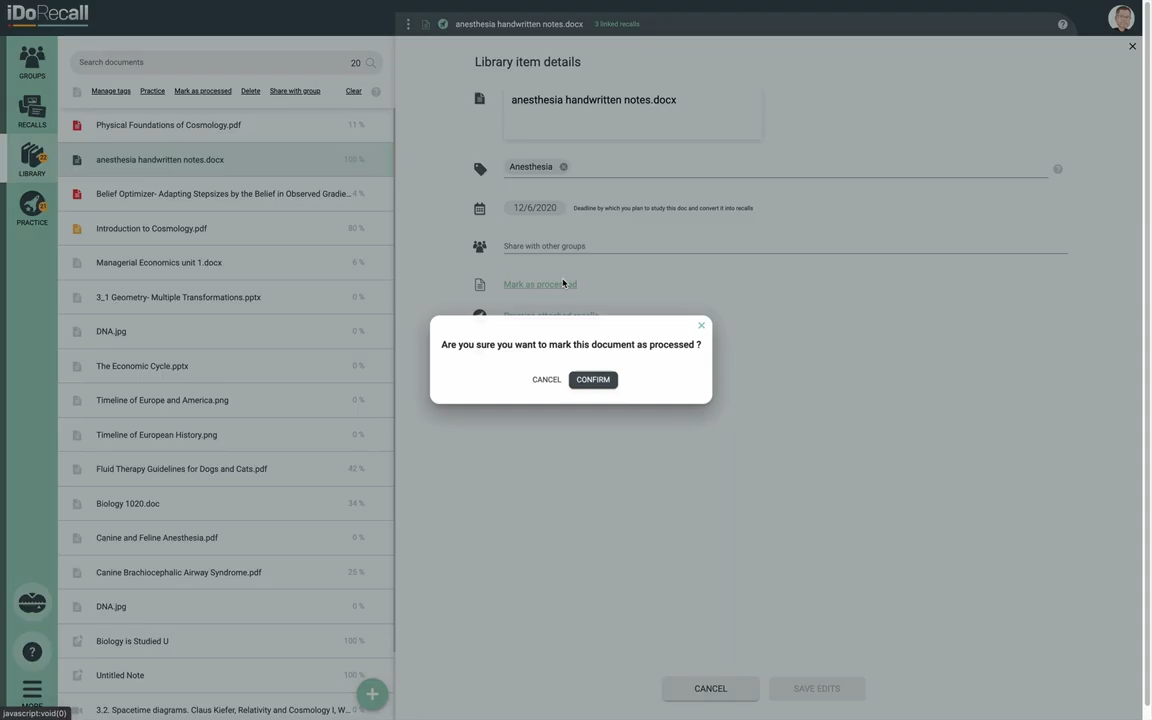 iDoRecall
anesthesia handwritten notes.docx 3 linked recalls
GROUPS
RECALLS
22
LIBRARY
21
PRACTICE
MORE
javascript:void(0)
Search documents 20
Manage tags Practice Mark as processed Delete Share with group Clear
Physical Foundations of Cosmology.pdf 11 %
anesthesia handwritten notes.docx 100 %
Belief Optimizer- Adapting Stepsizes by the Belief in Observed Gradie... 4 %
Introduction to Cosmology.pdf 80 %
Managerial Economics unit 1.docx 6 %
3_1 Geometry- Multiple Transformations.pptx 0 %
DNA.jpg 0 %
The Economic Cycle.pptx 0 %
Timeline of Europe and America.png 0 %
Timeline of European History.png 0 %
Fluid Therapy Guidelines for Dogs and Cats.pdf 42 %
Biology 1020.doc 34 %
Canine and Feline Anesthesia.pdf 0 %
Canine Brachiocephalic Airway Syndrome.pdf 25 %
DNA.jpg 0 %
Biology is Studied U 100 %
Untitled Note 100 %
3.2. Spacetime diagrams. Claus Kiefer, Relativity and Cosmology I, W... 0 %
Library item details
anesthesia handwritten notes.docx
Anesthesia
12/6/2020 Deadline by which you plan to study this doc and convert it into recalls
Share with other groups
Mark as processed
Are you sure you want to mark this document as processed ?
CANCEL CONFIRM
CANCEL SAVE EDITS